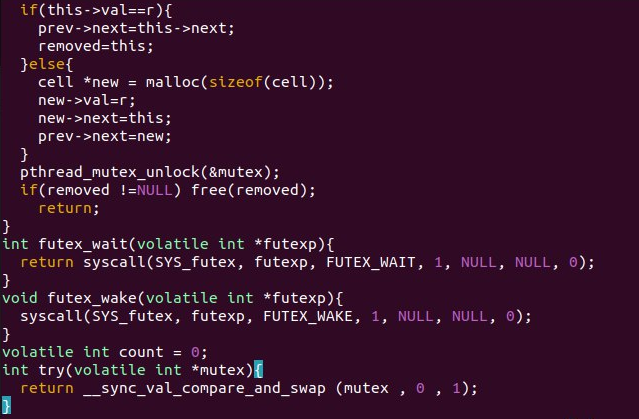 if(this->val==r){
prev->next=this->next;
removed=this;
}else{
cell *new = malloc(sizeof(cell));
new->val=r;
new->next=this;
prev->next=new;
}
pthread_mutex_unlock(&mutex);
if(removed !=NULL) free(removed);
return;
}
int futex_wait(volatile int *futexp){
return syscall(SYS_futex, futexp, FUTEX_WAIT, 1, NULL, NULL, 0);
}
void futex_wake(volatile int *futexp){
syscall(SYS_futex, futexp, FUTEX_WAKE, 1, NULL, NULL, 0);
}
volatile int count = 0;
int try(volatile int *mutex){
return __sync_val_compare_and_swap (mutex , 0 , 1);
}